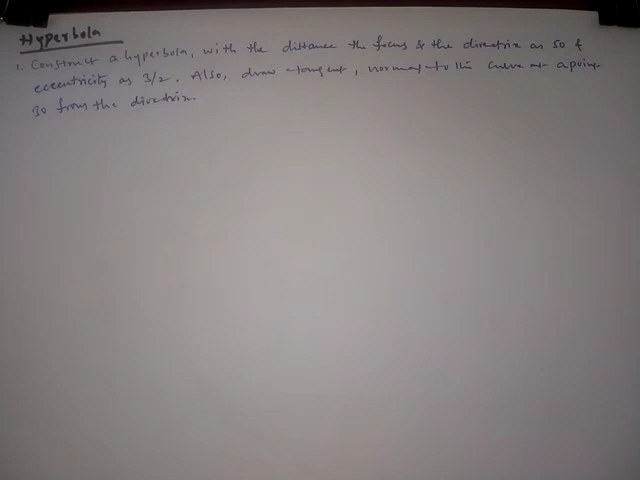 Hyperbola
1. Construct a hyperbola, with the distance the focus & the directrix as 50 &
eccentricity as 3/2. Also, draw tangent, normal to the curve at a point
30 from the directrix